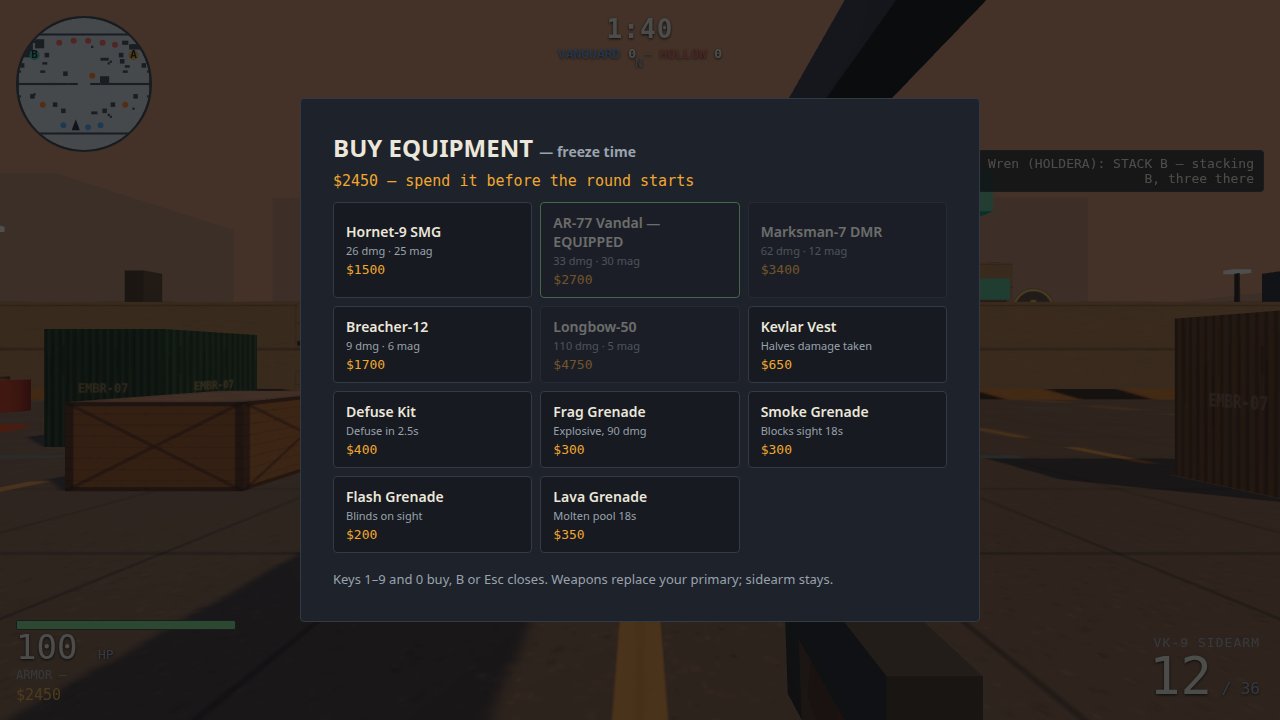 1:40
VANGUARD 0 — HOLLOW 0
N
B
A
Wren (HOLDERA): STACK B — stacking
B, three there
BUY EQUIPMENT — freeze time
$2450 — spend it before the round starts
Hornet-9 SMG
26 dmg · 25 mag
$1500
AR-77 Vandal —
EQUIPPED
33 dmg · 30 mag
$2700
Marksman-7 DMR
62 dmg · 12 mag
$3400
Breacher-12
9 dmg · 6 mag
$1700
Longbow-50
110 dmg · 5 mag
$4750
Kevlar Vest
Halves damage taken
$650
Defuse Kit
Defuse in 2.5s
$400
Frag Grenade
Explosive, 90 dmg
$300
Smoke Grenade
Blocks sight 18s
$300
Flash Grenade
Blinds on sight
$200
Lava Grenade
Molten pool 18s
$350
Keys 1–9 and 0 buy, B or Esc closes. Weapons replace your primary; sidearm stays.
EMBR-07
EMBR-07
EMBR-07
100 HP
ARMOR —
$2450
VK-9 SIDEARM
12 / 36